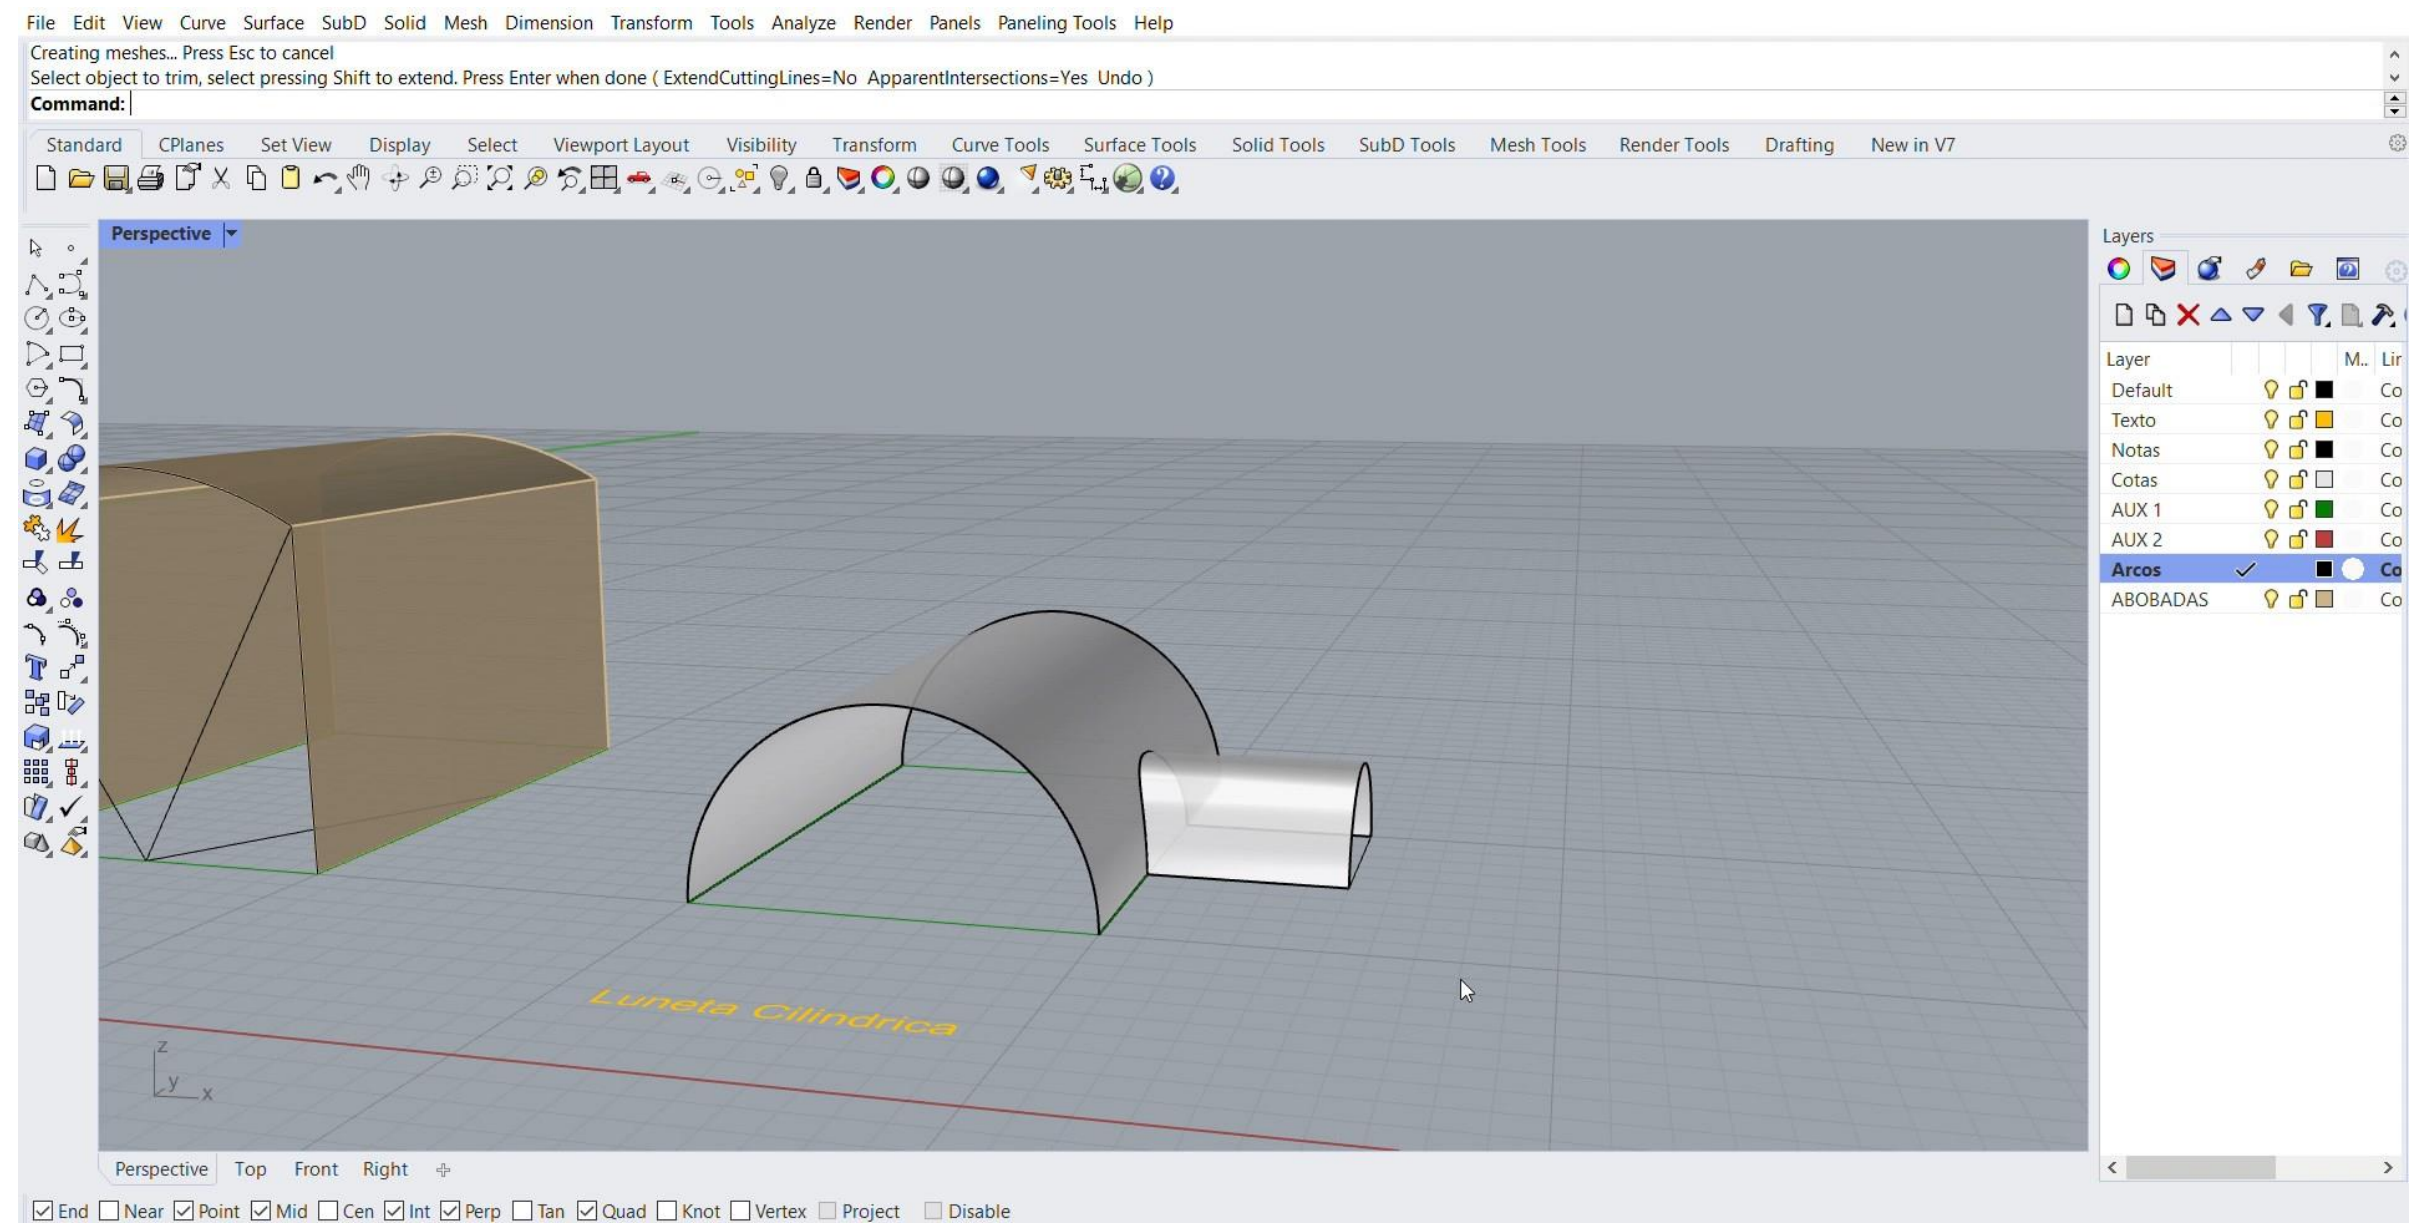 File Edit View Curve Surface SubD Solid Mesh Dimension Transform Tools Analyze Render Panels Paneling Tools Help
Creating meshes... Press Esc to cancel
Select object to trim, select pressing Shift to extend. Press Enter when done ( ExtendCuttingLines=No ApparentIntersections=Yes Undo )
Command:
Standard CPlanes Set View Display Select Viewport Layout Visibility Transform Curve Tools Surface Tools Solid Tools SubD Tools Mesh Tools Render Tools Drafting New in V7
Perspective
Layers
Layer M.. Lir
Default Co
Texto Co
Notas Co
Cotas Co
AUX 1 Co
AUX 2 Co
Arcos Co
ABOBADAS Co
Luneta Cilindrica
z
y x
Perspective Top Front Right
End Near Point Mid Cen Int Perp Tan Quad Knot Vertex Project Disable